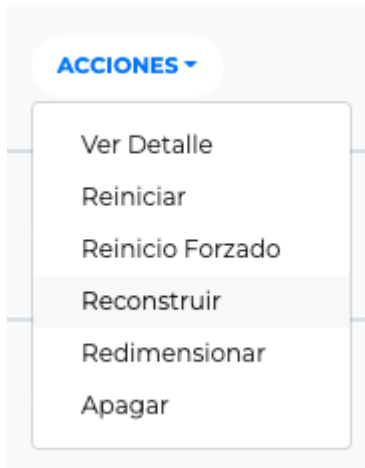 ACCIONES
Ver Detalle
Reiniciar
Reinicio Forzado
Reconstruir
Redimensionar
Apagar